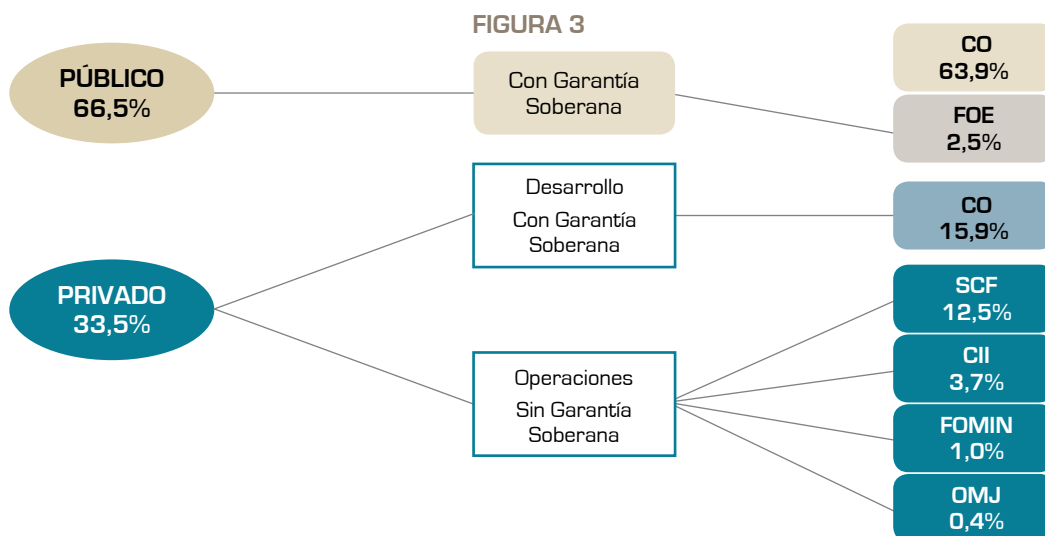 FIGURA 3
PÚBLICO
66,5%
Con Garantía
Soberana
CO
63,9%
FOE
2,5%
PRIVADO
33,5%
Desarrollo
Con Garantía
Soberana
CO
15,9%
Operaciones
Sin Garantía
Soberana
SCF
12,5%
CII
3,7%
FOMIN
1,0%
OMJ
0,4%